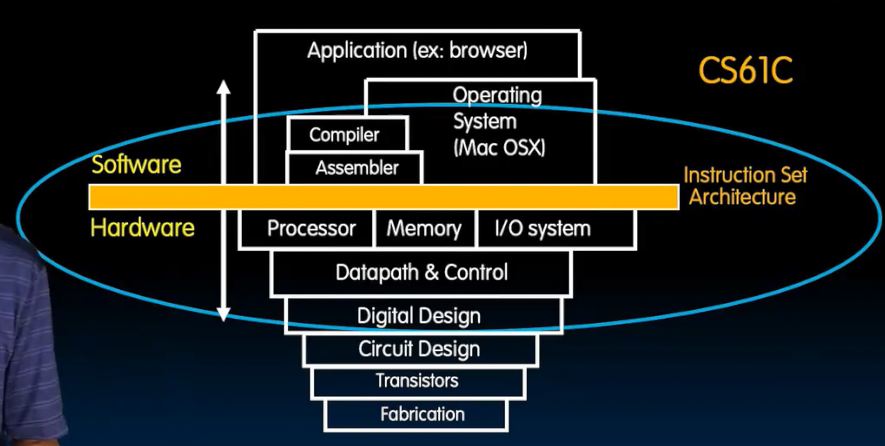 Application (ex: browser)
CS61C
Operating
System
(Mac OSX)
Compiler
Assembler
Software
Instruction Set
Architecture
Hardware
Processor
Memory
I/O system
Datapath & Control
Digital Design
Circuit Design
Transistors
Fabrication